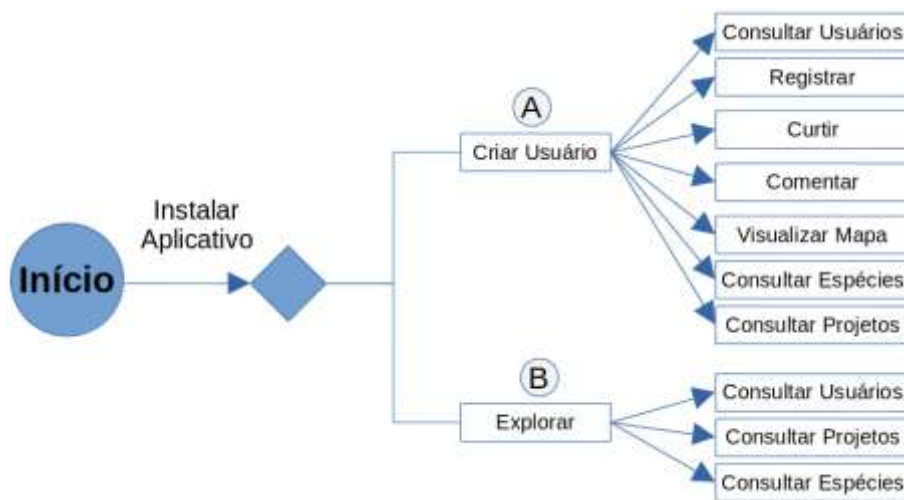 Início
Instalar
Aplicativo
A
Criar Usuário
Consultar Usuários
Registrar
Curtir
Comentar
Visualizar Mapa
Consultar Espécies
Consultar Projetos
B
Explorar
Consultar Usuários
Consultar Projetos
Consultar Espécies